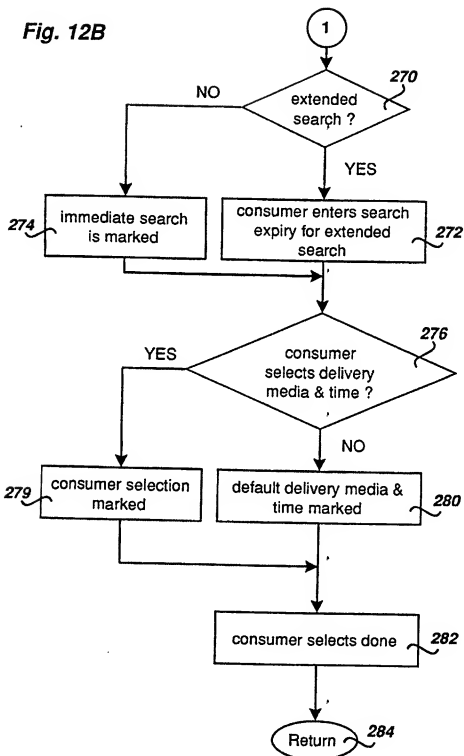 Fig. 12B
1
270
extended
search ?
NO
YES
274
immediate search
is marked
consumer enters search
expiry for extended
search
272
276
consumer
selects delivery
media & time ?
YES
NO
279
consumer selection
marked
default delivery media &
time marked
280
consumer selects done
282
Return
284